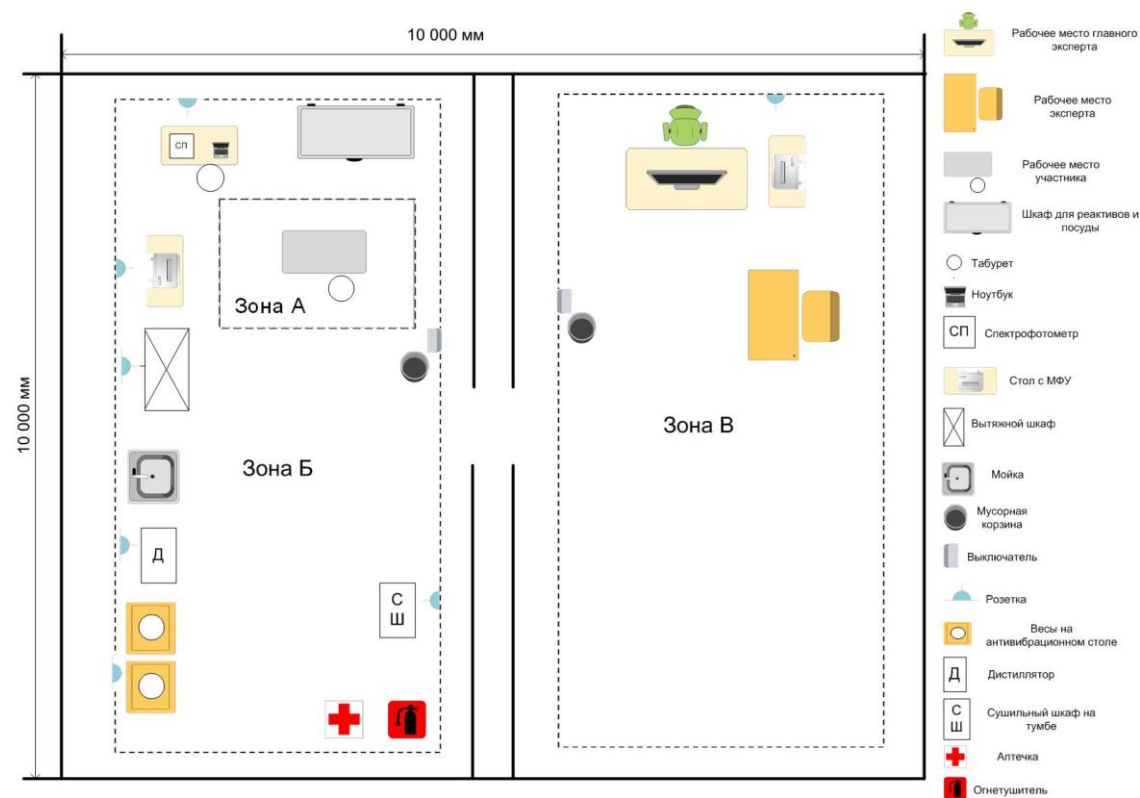 10 000 мм
10 000 мм
СП
Зона А
Зона Б
Зона В
Д
С
Ш
Рабочее место главного
эксперта
Рабочее место
эксперта
Рабочее место
участника
Шкаф для реактивов и
посуды
Табурет
Ноутбук
СП
Спектрофотометр
Стол с МФУ
Вытяжной шкаф
Мойка
Мусорная
корзина
Выключатель
Розетка
Весы на
антивибрационном столе
Д
Дистиллятор
С
Ш
Сушильный шкаф на
тумбе
Аптечка
Огнетушитель